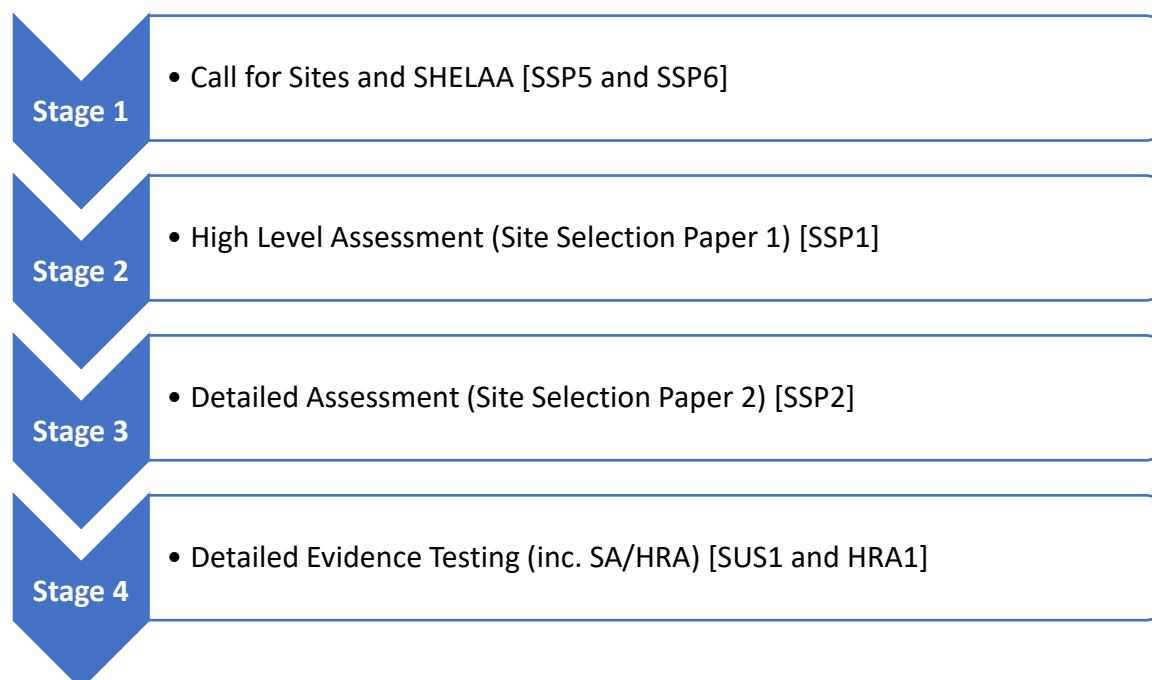 Stage 1
• Call for Sites and SHELAA [SSP5 and SSP6]
Stage 2
• High Level Assessment (Site Selection Paper 1) [SSP1]
Stage 3
• Detailed Assessment (Site Selection Paper 2) [SSP2]
Stage 4
• Detailed Evidence Testing (inc. SA/HRA) [SUS1 and HRA1]